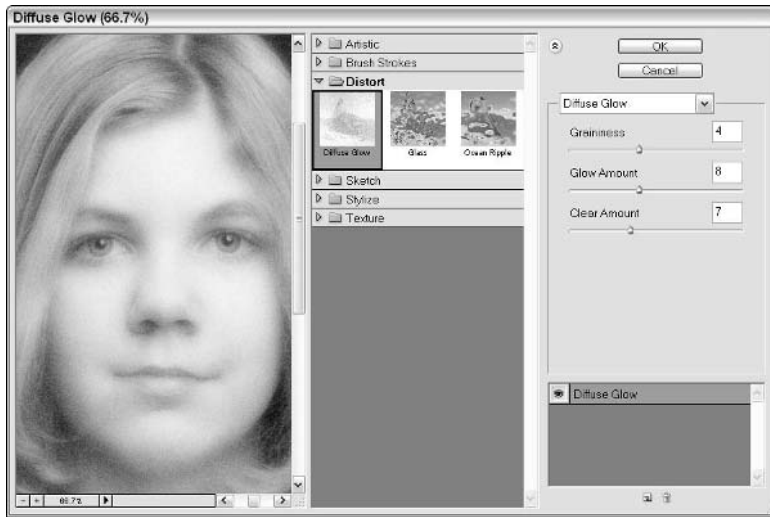 Diffuse Glow (66.7%)
Artistic
Brush Strokes
Distort
Diffuse Glow
Glass
Ocean Ripple
Sketch
Stylize
Texture
66.7%
OK
Cancel
Diffuse Glow
Graininess 4
Glow Amount 8
Clear Amount 7
Diffuse Glow